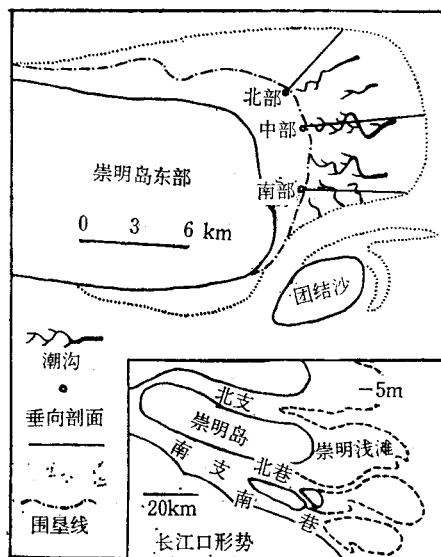 北部
中部
崇明岛东部
南部
0 3 6 km
团结沙
潮沟
垂向剖面
围垦线
北支
-5m
崇明岛
崇明浅滩
南支
北巷
20km
南巷
长江口形势